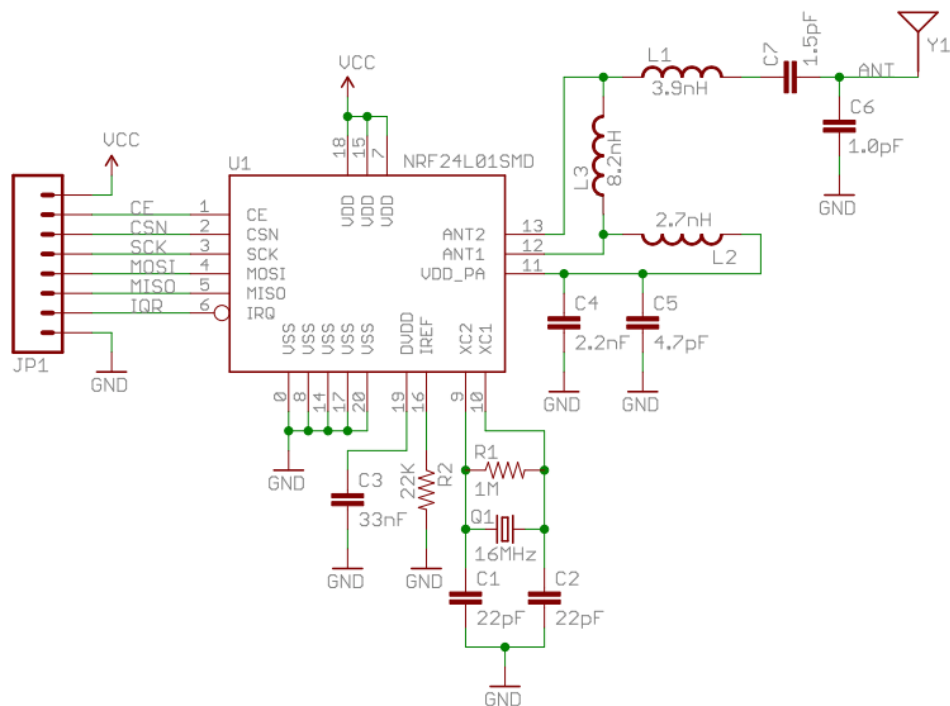 VCC
VCC
U1
NRF24L01SMD
18
15
7
VDD
VDD
VDD
CE
CSN
SCK
MOSI
MISO
IQR
1
2
3
4
5
6
CE
CSN
SCK
MOSI
MISO
IRQ
JP1
GND
ANT2
ANT1
VDD_PA
13
12
11
L1
3.9nH
C7
1.5pF
ANT
Y1
C6
1.0pF
GND
L3
8.2nH
2.7nH
L2
C4
2.2nF
GND
C5
4.7pF
GND
VSS
VSS
VSS
VSS
VSS
DVDD
IREF
XC2
XC1
0
8
14
17
20
19
16
9
10
GND
C3
33nF
GND
22K
R2
GND
R1
1M
Q1
16MHz
C1
22pF
C2
22pF
GND